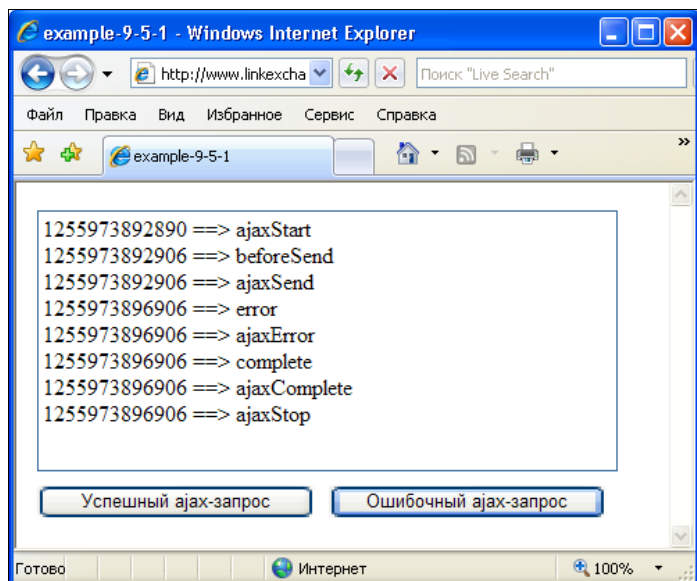 example-9-5-1 - Windows Internet Explorer
http://www.linkexcha
Поиск "Live Search"
Файл Правка Вид Избранное Сервис Справка
example-9-5-1
»
1255973892890 ==> ajaxStart
1255973892906 ==> beforeSend
1255973892906 ==> ajaxSend
1255973896906 ==> error
1255973896906 ==> ajaxError
1255973896906 ==> complete
1255973896906 ==> ajaxComplete
1255973896906 ==> ajaxStop
Успешный ajax-запрос Ошибочный ajax-запрос
Готово Интернет 100%